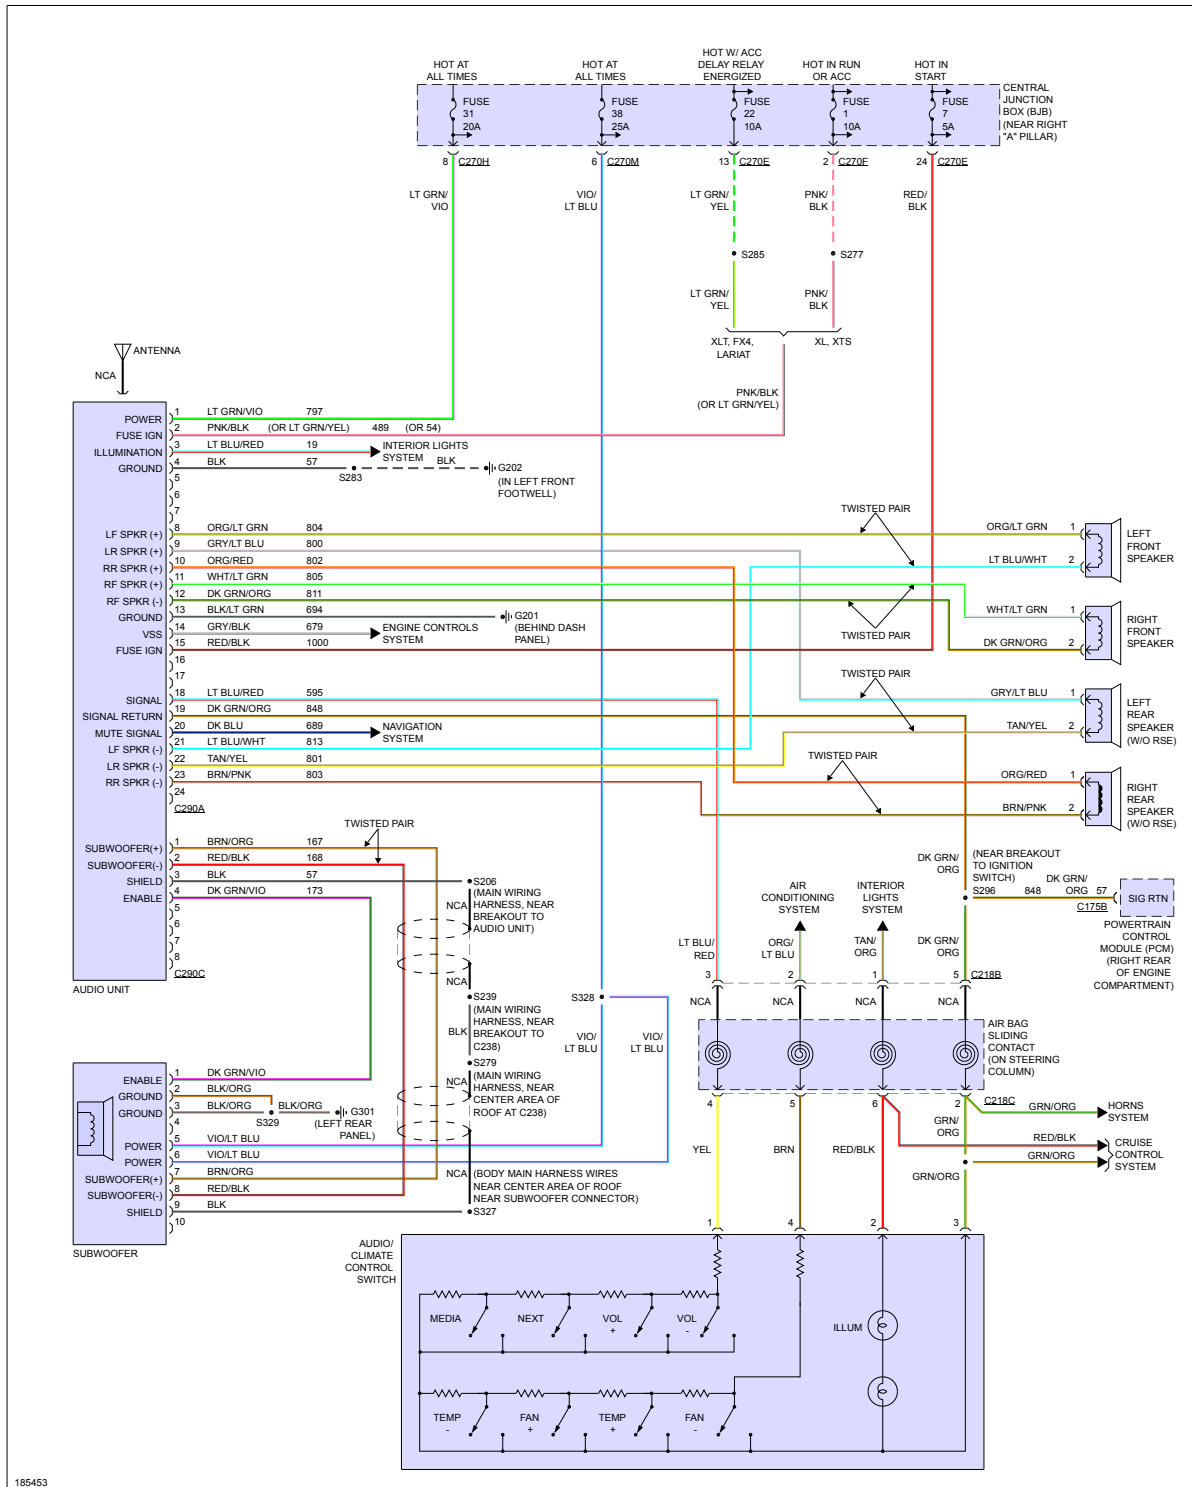 HOT AT
ALL TIMES
HOT AT
ALL TIMES
HOT W/ ACC
DELAY RELAY
ENERGIZED
HOT IN RUN
OR ACC
HOT IN
START
FUSE
31
20A
FUSE
38
25A
FUSE
22
10A
FUSE
1
10A
FUSE
7
5A
CENTRAL
JUNCTION
BOX (BJB)
(NEAR RIGHT
"A" PILLAR)
8 C270H
6 C270M
13 C270E
2 C270F
24 C270E
LT GRN/
VIO
VIO/
LT BLU
LT GRN/
YEL
PNK/
BLK
RED/
BLK
S285
S277
LT GRN/
YEL
PNK/
BLK
XLT, FX4,
LARIAT
XL, XTS
PNK/BLK
(OR LT GRN/YEL)
ANTENNA
NCA
POWER 1 LT GRN/VIO 797
FUSE IGN 2 PNK/BLK (OR LT GRN/YEL) 489 (OR 54)
ILLUMINATION 3 LT BLU/RED 19
INTERIOR LIGHTS
SYSTEM
GROUND 4 BLK 57 BLK
S283
G202
(IN LEFT FRONT
FOOTWELL)
5
6
7
LF SPKR (+) 8 ORG/LT GRN 804
LR SPKR (+) 9 GRY/LT BLU 800
RR SPKR (+) 10 ORG/RED 802
RF SPKR (+) 11 WHT/LT GRN 805
RF SPKR (-) 12 DK GRN/ORG 811
GROUND 13 BLK/LT GRN 694
G201
(BEHIND DASH
PANEL)
VSS 14 GRY/BLK 679
ENGINE CONTROLS
SYSTEM
FUSE IGN 15 RED/BLK 1000
16
17
SIGNAL 18 LT BLU/RED 595
SIGNAL RETURN 19 DK GRN/ORG 848
MUTE SIGNAL 20 DK BLU 689
NAVIGATION
SYSTEM
LF SPKR (-) 21 LT BLU/WHT 813
LR SPKR (-) 22 TAN/YEL 801
RR SPKR (-) 23 BRN/PNK 803
24
C290A
TWISTED PAIR
ORG/LT GRN 1
LT BLU/WHT 2
LEFT
FRONT
SPEAKER
WHT/LT GRN 1
DK GRN/ORG 2
RIGHT
FRONT
SPEAKER
TWISTED PAIR
TWISTED PAIR
GRY/LT BLU 1
TAN/YEL 2
LEFT
REAR
SPEAKER
(W/O RSE)
TWISTED PAIR
ORG/RED 1
BRN/PNK 2
RIGHT
REAR
SPEAKER
(W/O RSE)
TWISTED PAIR
SUBWOOFER(+) 1 BRN/ORG 167
SUBWOOFER(-) 2 RED/BLK 168
SHIELD 3 BLK 57
ENABLE 4 DK GRN/VIO 173
5
6
7
8
C290C
AUDIO UNIT
S206
(MAIN WIRING
HARNESS, NEAR
BREAKOUT TO
AUDIO UNIT)
NCA
NCA
S239
(MAIN WIRING
HARNESS, NEAR
BREAKOUT TO
C238)
BLK
S279
(MAIN WIRING
HARNESS, NEAR
CENTER AREA OF
ROOF AT C238)
NCA
NCA
(BODY MAIN HARNESS WIRES
NEAR CENTER AREA OF ROOF
NEAR SUBWOOFER CONNECTOR)
S327
S328
VIO/
LT BLU
VIO/
LT BLU
DK GRN/
ORG
(NEAR BREAKOUT
TO IGNITION
SWITCH)
S296 848
DK GRN/
ORG 57
C175B
SIG RTN
POWERTRAIN
CONTROL
MODULE (PCM)
(RIGHT REAR
OF ENGINE
COMPARTMENT)
AIR
CONDITIONING
SYSTEM
INTERIOR
LIGHTS
SYSTEM
LT BLU/
RED
ORG/
LT BLU
TAN/
ORG
DK GRN/
ORG
3
2
1
5
C218B
NCA
NCA
NCA
NCA
AIR BAG
SLIDING
CONTACT
(ON STEERING
COLUMN)
4
5
6
2
C218C
YEL
BRN
RED/BLK
GRN/
ORG
GRN/ORG
GRN/ORG
HORNS
SYSTEM
RED/BLK
GRN/ORG
CRUISE
CONTROL
SYSTEM
1
4
2
3
ENABLE 1 DK GRN/VIO
GROUND 2 BLK/ORG
GROUND 3 BLK/ORG BLK/ORG
S329
G301
(LEFT REAR
PANEL)
4
POWER 5 VIO/LT BLU
POWER 6 VIO/LT BLU
SUBWOOFER(+) 7 BRN/ORG
SUBWOOFER(-) 8 RED/BLK
SHIELD 9 BLK
10
SUBWOOFER
AUDIO/
CLIMATE
CONTROL
SWITCH
MEDIA
NEXT
VOL
+
VOL
-
ILLUM
TEMP
-
FAN
+
TEMP
+
FAN
-
185453